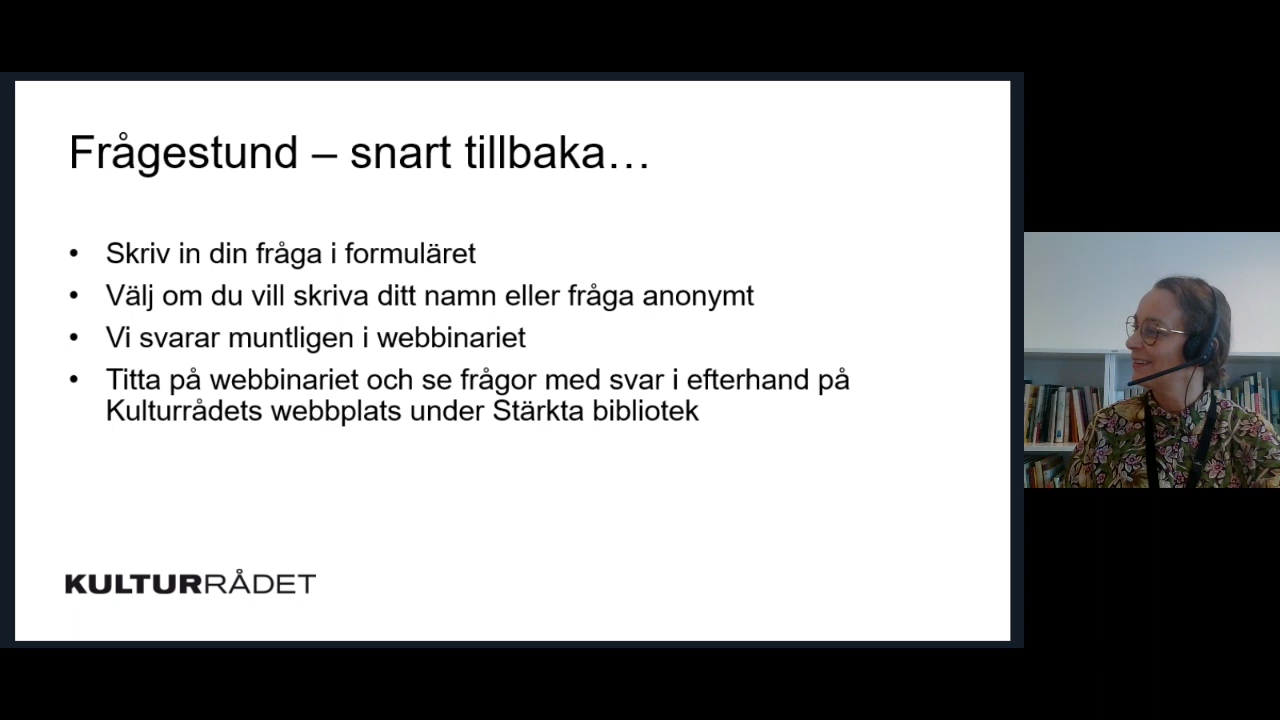 Frågestund – snart tillbaka…
• Skriv in din fråga i formuläret
• Välj om du vill skriva ditt namn eller fråga anonymt
• Vi svarar muntligen i webbinariet
• Titta på webbinariet och se frågor med svar i efterhand på
Kulturrådets webbplats under Stärkta bibliotek
KULTURRÅDET